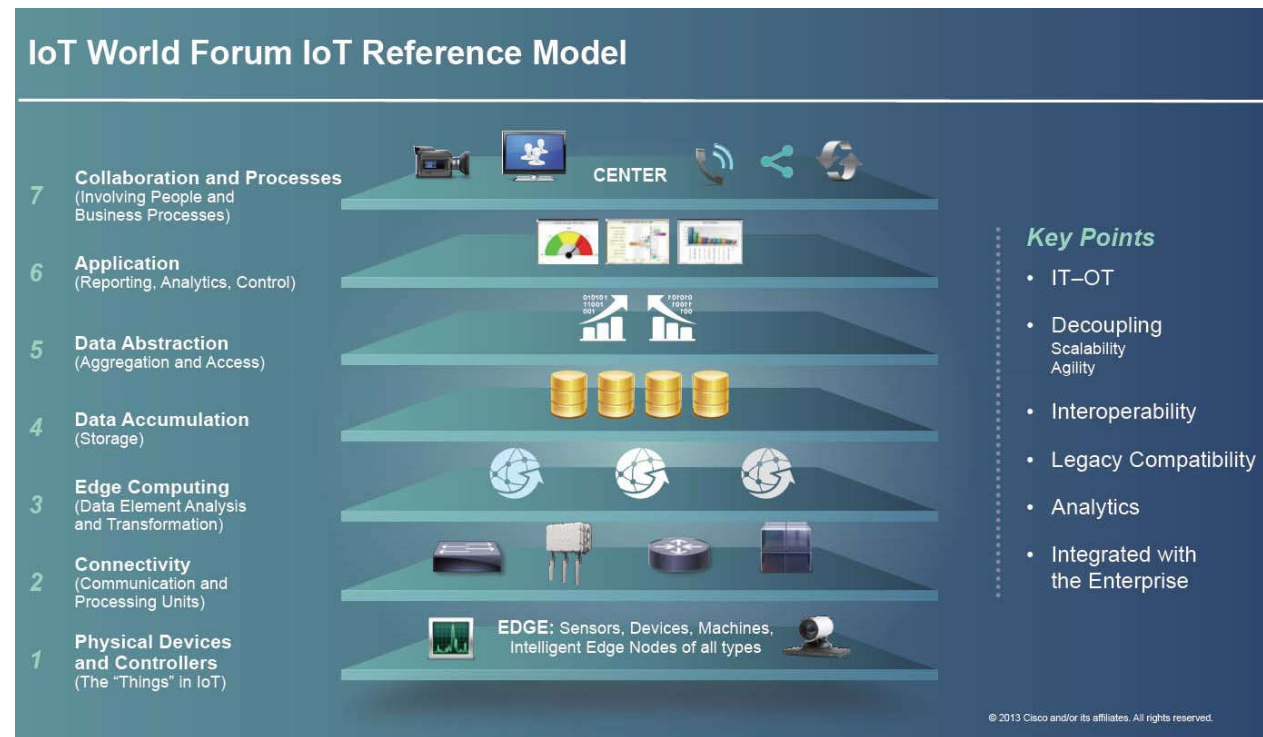 IoT World Forum IoT Reference Model
7
Collaboration and Processes
(Involving People and
Business Processes)
6
Application
(Reporting, Analytics, Control)
5
Data Abstraction
(Aggregation and Access)
4
Data Accumulation
(Storage)
3
Edge Computing
(Data Element Analysis
and Transformation)
2
Connectivity
(Communication and
Processing Units)
1
Physical Devices
and Controllers
(The “Things” in IoT)
CENTER
010101
11001
001
EDGE: Sensors, Devices, Machines,
Intelligent Edge Nodes of all types
Key Points
• IT–OT
• Decoupling
Scalability
Agility
• Interoperability
• Legacy Compatibility
• Analytics
• Integrated with
the Enterprise
© 2013 Cisco and/or its affiliates. All rights reserved.